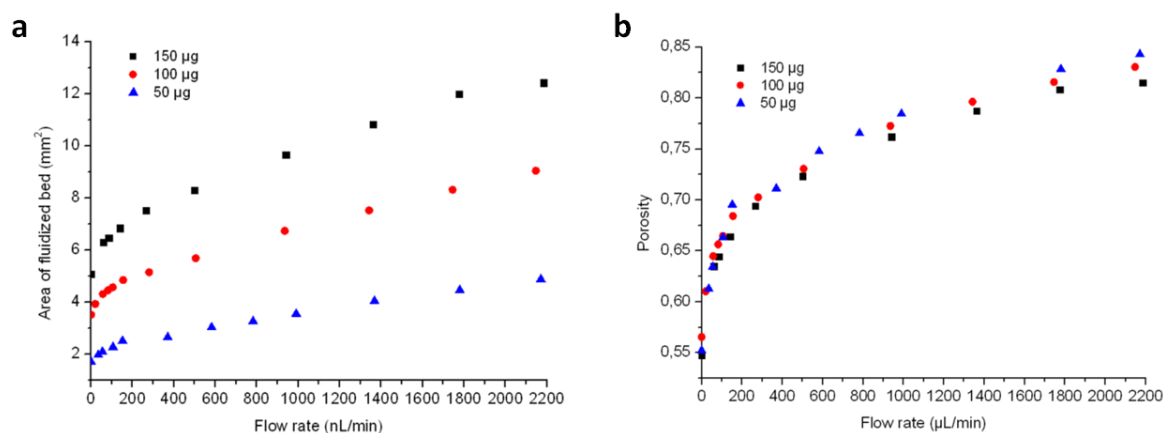 a
14
12
10
8
6
4
2
Area of fluidized bed (mm²)
150 µg
100 µg
50 µg
0 200 400 600 800 1000 1200 1400 1600 1800 2000 2200
Flow rate (nL/min)
b
0,85
0,80
0,75
0,70
0,65
0,60
0,55
Porosity
150 µg
100 µg
50 µg
0 200 400 600 800 1000 1200 1400 1600 1800 2000 2200
Flow rate (µL/min)